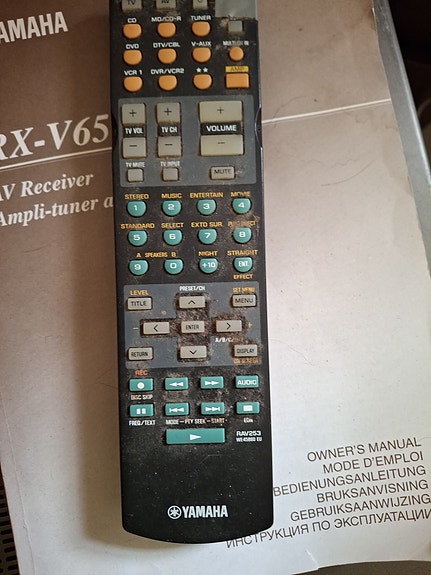 YAMAHA
RX-V65
AV Receiver
Ampli-tuner a
TV AV
CD MD/CD-R TUNER
DVD DTV/CBL V-AUX MULTI CH IN
VCR 1 DVR/VCR2 ★★ AMP
+ + +
TV VOL TV CH VOLUME
− − −
TV MUTE TV INPUT MUTE
STEREO MUSIC ENTERTAIN MOVIE
1 2 3 4
STANDARD SELECT EXTD SUR.
5 6 7 8
A SPEAKERS B NIGHT STRAIGHT
9 0 +10 ENT.
EFFECT
LEVEL PRESET/CH SET MENU
TITLE MENU
ENTER
A/B/C/
RETURN DISPLAY
REC
AUDIO
DISC SKIP
FREQ/TEXT MODE – PTY SEEK – START EON
RAV253
WE45880 EU
YAMAHA
OWNER'S MANUAL
MODE D'EMPLOI
BEDIENUNGSANLEITUNG
BRUKSANVISNING
GEBRUIKSAANWIJZING
ИНСТРУКЦИЯ ПО ЭКСПЛУАТАЦИИ